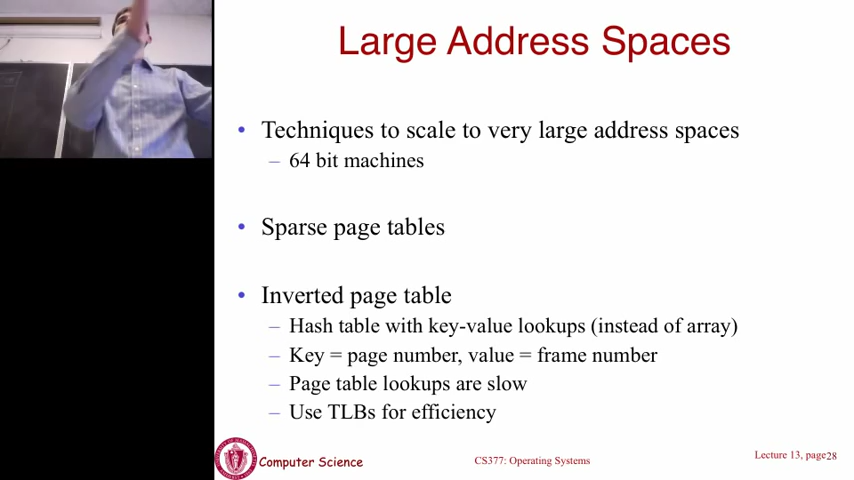 Large Address Spaces
• Techniques to scale to very large address spaces
– 64 bit machines
• Sparse page tables
• Inverted page table
– Hash table with key-value lookups (instead of array)
– Key = page number, value = frame number
– Page table lookups are slow
– Use TLBs for efficiency
Computer Science
CS377: Operating Systems
Lecture 13, page28